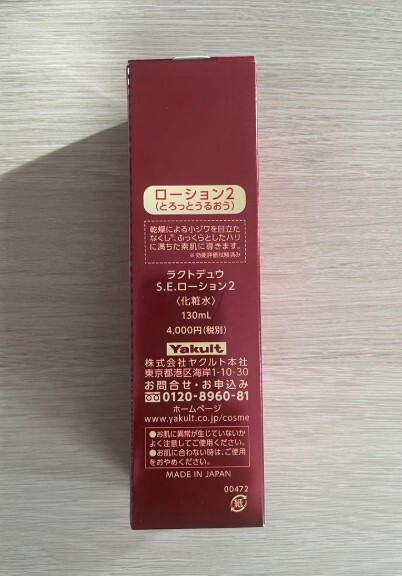 ローション2
(とろっとうるおう)
乾燥による小ジワを目立た
なくし※、ふっくらとしたハリ
に満ちた素肌に導きます。
※効能評価試験済み
ラクトデュウ
S.E.ローション2
〈化粧水〉
130mL
4,000円(税別)
Yakult
株式会社ヤクルト本社
東京都港区海岸1-10-30
お問合せ・お申込み
0120-8960-81
ホームページ
www.yakult.co.jp/cosme
●お肌に異常が生じていないか
よく注意してご使用ください。
●お肌に合わない時は、ご使用
をおやめください。
MADE IN JAPAN
00472
紙